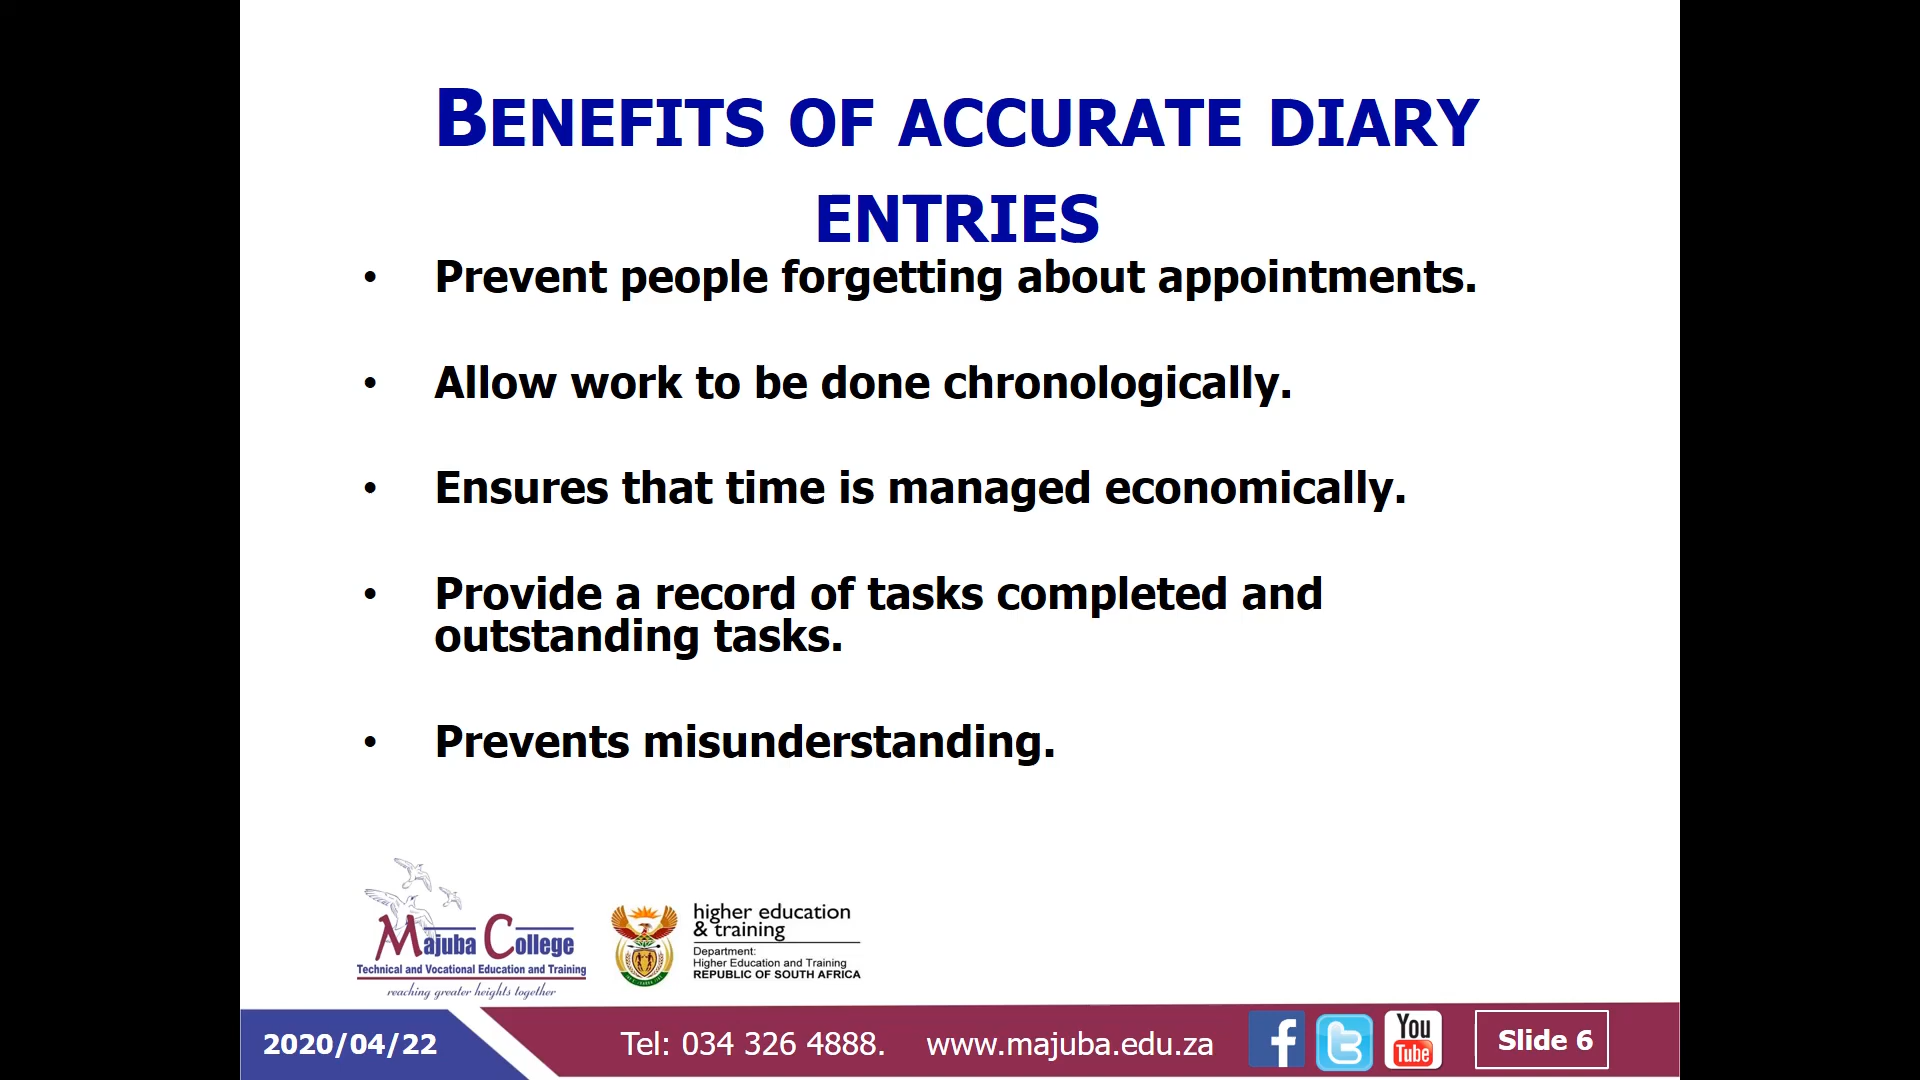 BENEFITS OF ACCURATE DIARY
ENTRIES
• Prevent people forgetting about appointments.
• Allow work to be done chronologically.
• Ensures that time is managed economically.
• Provide a record of tasks completed and
outstanding tasks.
• Prevents misunderstanding.
Majuba College
Technical and Vocational Education and Training
reaching greater heights together
higher education
& training
Department:
Higher Education and Training
REPUBLIC OF SOUTH AFRICA
2020/04/22
Tel: 034 326 4888. www.majuba.edu.za
You
Tube
Slide 6